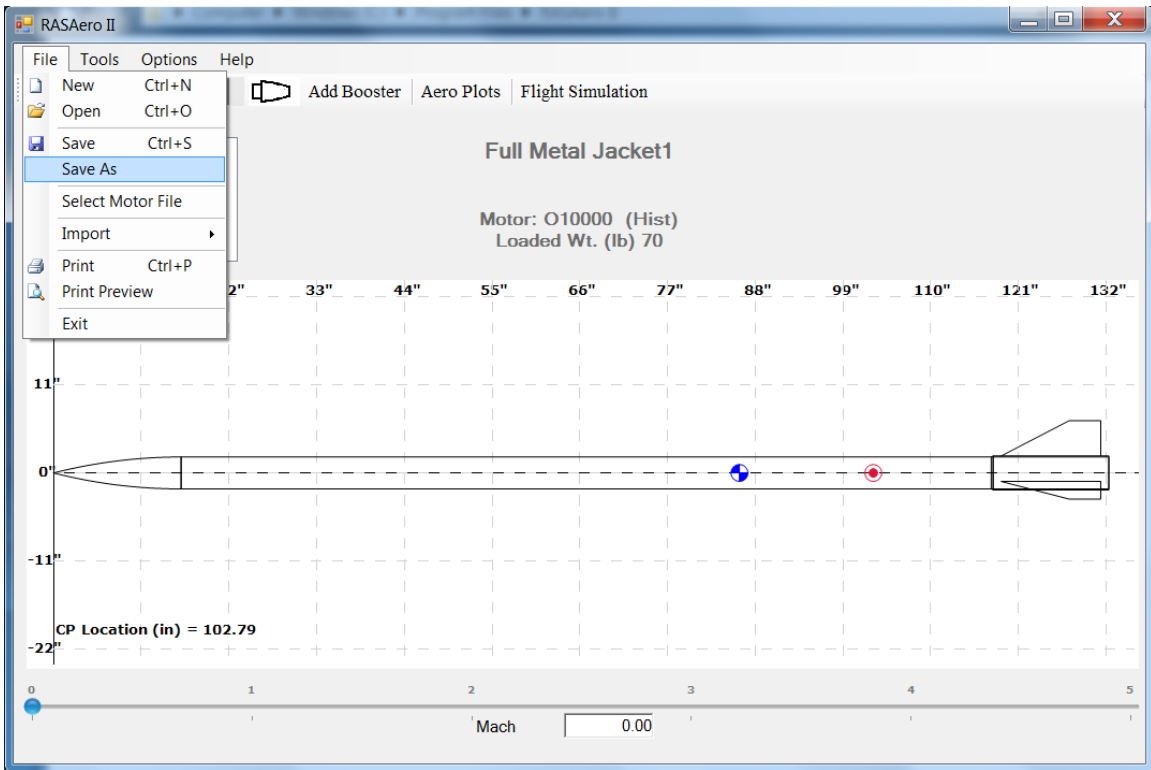 RASAero II
File Tools Options Help
New Ctrl+N
Open Ctrl+O
Save Ctrl+S
Save As
Select Motor File
Import
Print Ctrl+P
Print Preview
Exit
Add Booster Aero Plots Flight Simulation
Full Metal Jacket1
Motor: O10000 (Hist)
Loaded Wt. (lb) 70
2" 33" 44" 55" 66" 77" 88" 99" 110" 121" 132"
11"
0"
-11"
CP Location (in) = 102.79
-22"
0 1 2 3 4 5
Mach 0.00